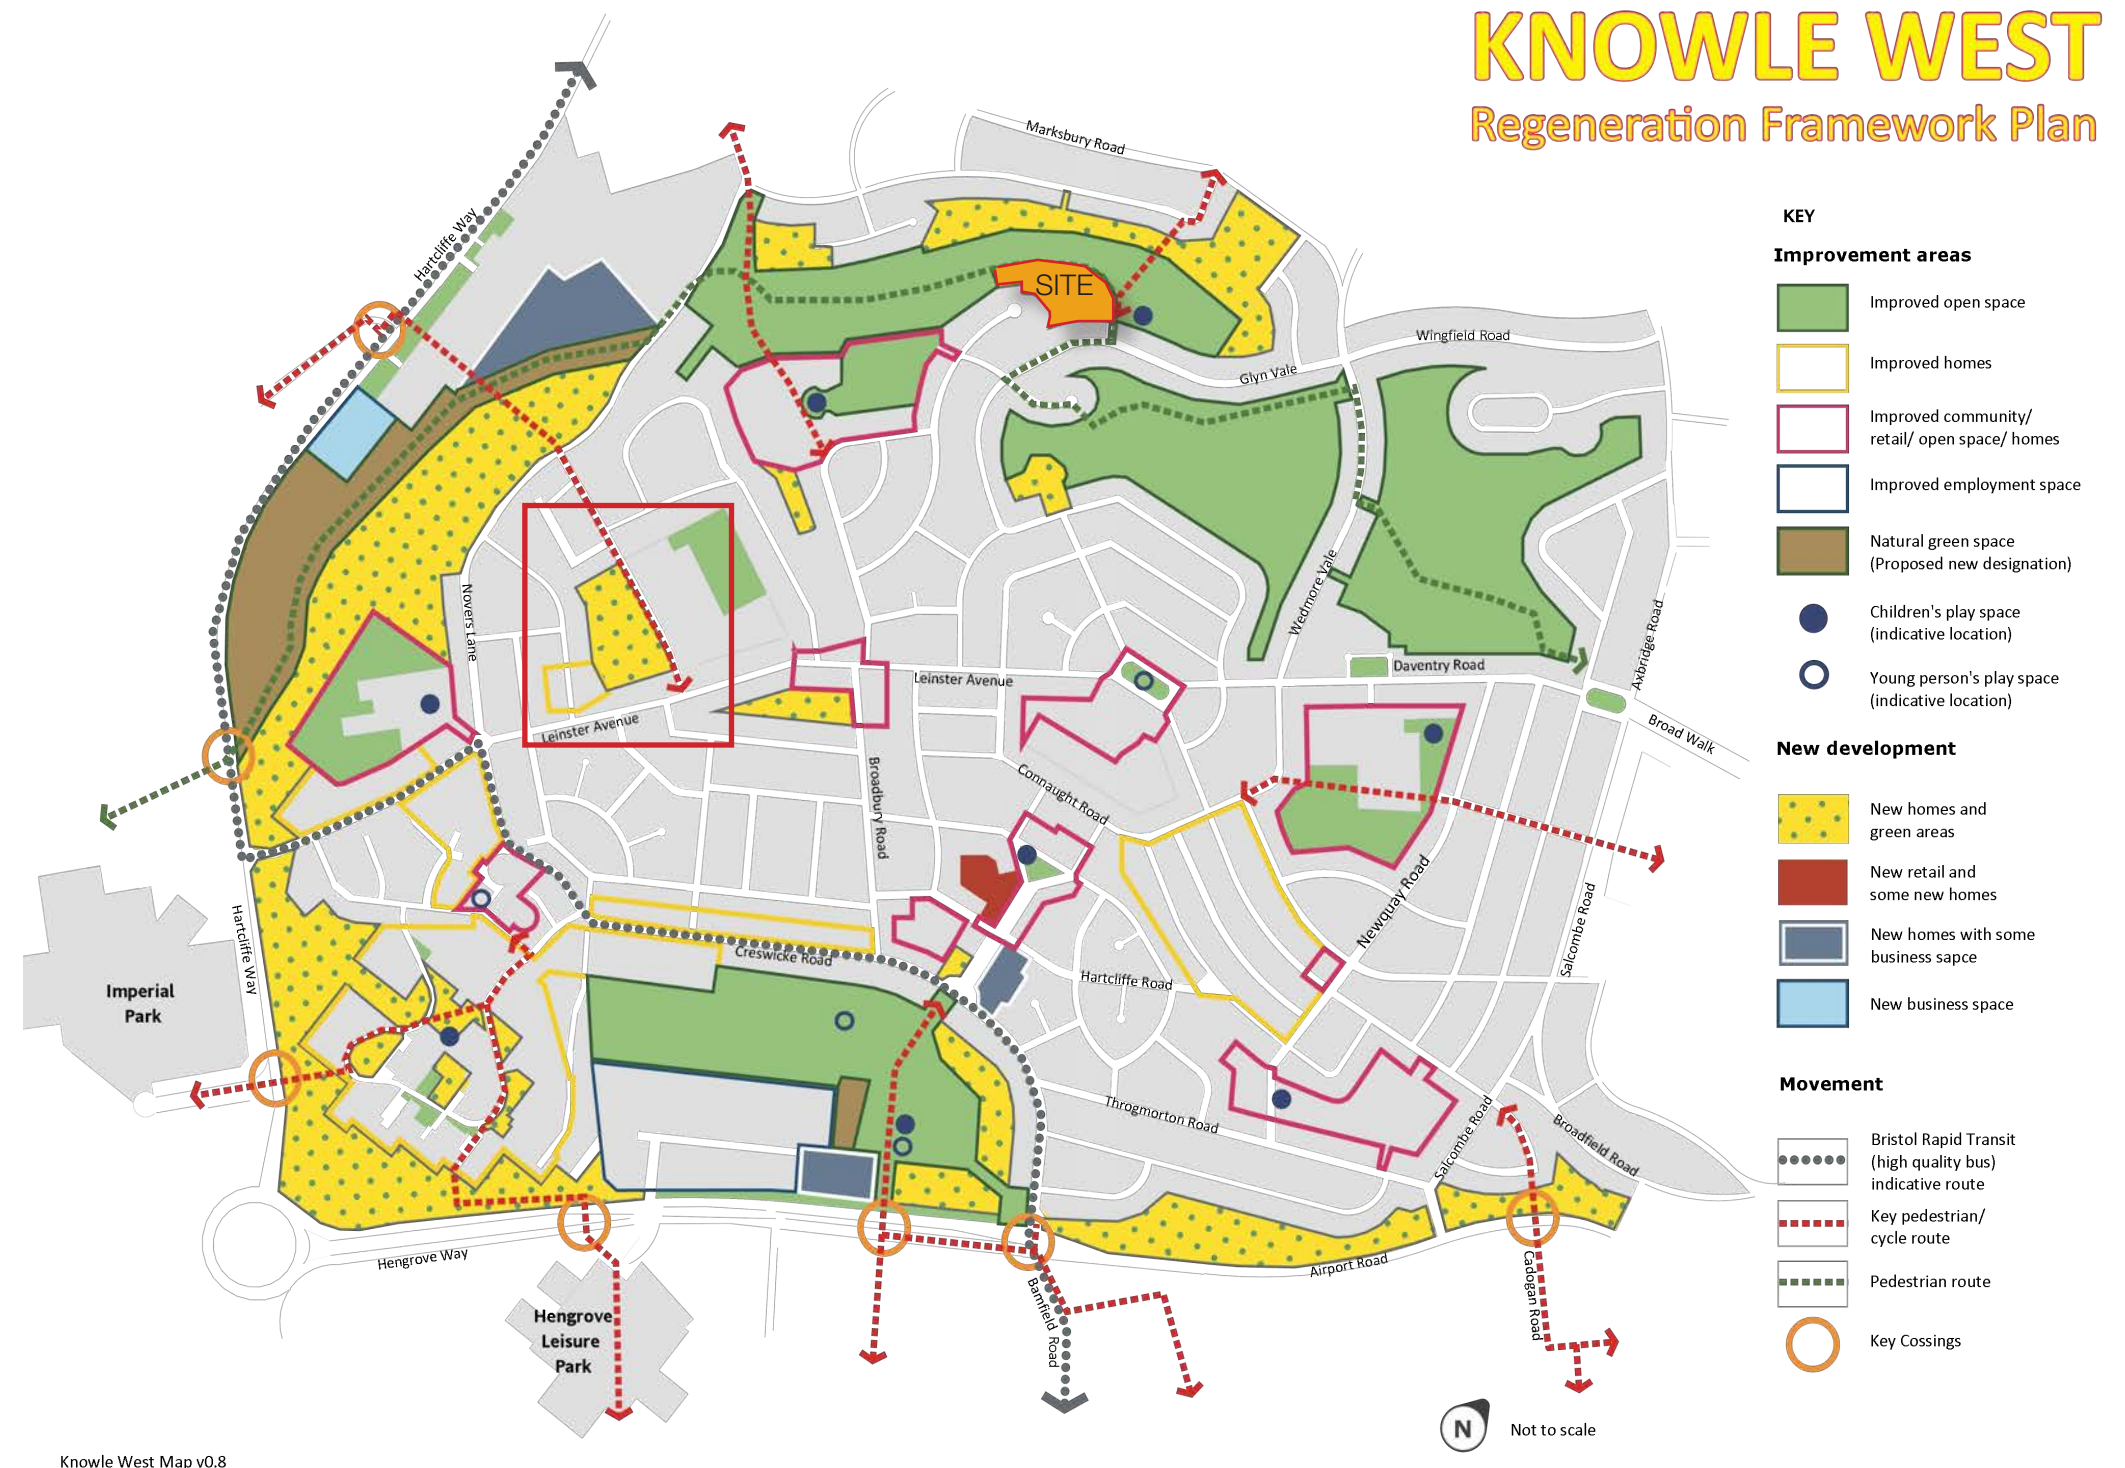 KNOWLE WEST
Regeneration Framework Plan
KEY
Improvement areas
Improved open space
Improved homes
Improved community/
retail/ open space/ homes
Improved employment space
Natural green space
(Proposed new designation)
Children's play space
(indicative location)
Young person's play space
(indicative location)
New development
New homes and
green areas
New retail and
some new homes
New homes with some
business sapce
New business space
Movement
Bristol Rapid Transit
(high quality bus)
indicative route
Key pedestrian/
cycle route
Pedestrian route
Key Cossings
N
Not to scale
Marksbury Road
Hartcliffe Way
SITE
Wingfield Road
Glyn Vale
Novers Lane
Wedmore Vale
Axbridge Road
Daventry Road
Leinster Avenue
Leinster Avenue
Broad Walk
Broadbury Road
Connaught Road
Newquay Road
Salcombe Road
Hartcliffe Way
Creswicke Road
Hartcliffe Road
Imperial
Park
Throgmorton Road
Salcombe Road
Broadfield Road
Hengrove Way
Airport Road
Bamfield Road
Cadogan Road
Hengrove
Leisure
Park
Knowle West Map v0.8